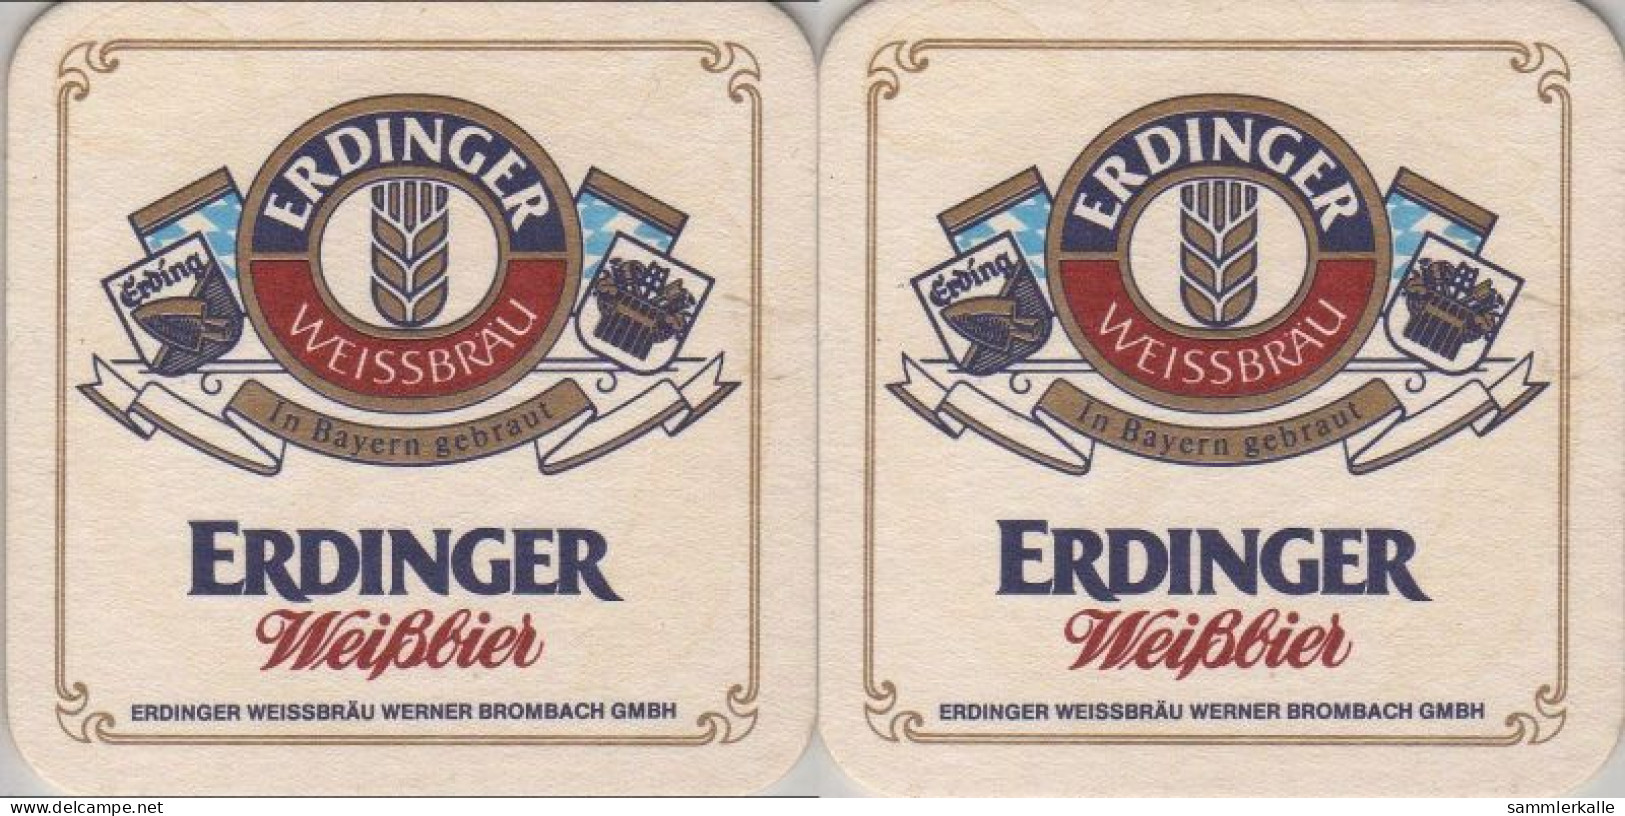 ERDINGER
Erding
WEISSBRÄU
In Bayern gebraut
ERDINGER
Weißbier
ERDINGER WEISSBRÄU WERNER BROMBACH GMBH
ERDINGER
Erding
WEISSBRÄU
In Bayern gebraut
ERDINGER
Weißbier
ERDINGER WEISSBRÄU WERNER BROMBACH GMBH
www.delcampe.net
sammlerkalle